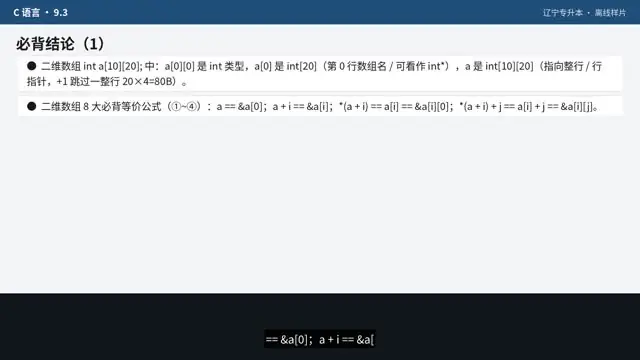 C 语言 • 9.3
辽宁专升本 · 离线样片
必背结论（1）
● 二维数组 int a[10][20]; 中：a[0][0] 是 int 类型，a[0] 是 int[20]（第 0 行数组名 / 可看作 int*），a 是 int[10][20]（指向整行 / 行
指针，+1 跳过一整行 20×4=80B）。
● 二维数组 8 大必背等价公式（①~④）：a == &a[0]；a + i == &a[i]；*(a + i) == a[i] == &a[i][0]；*(a + i) + j == a[i] + j == &a[i][j]。
== &a[0]；a + i == &a[